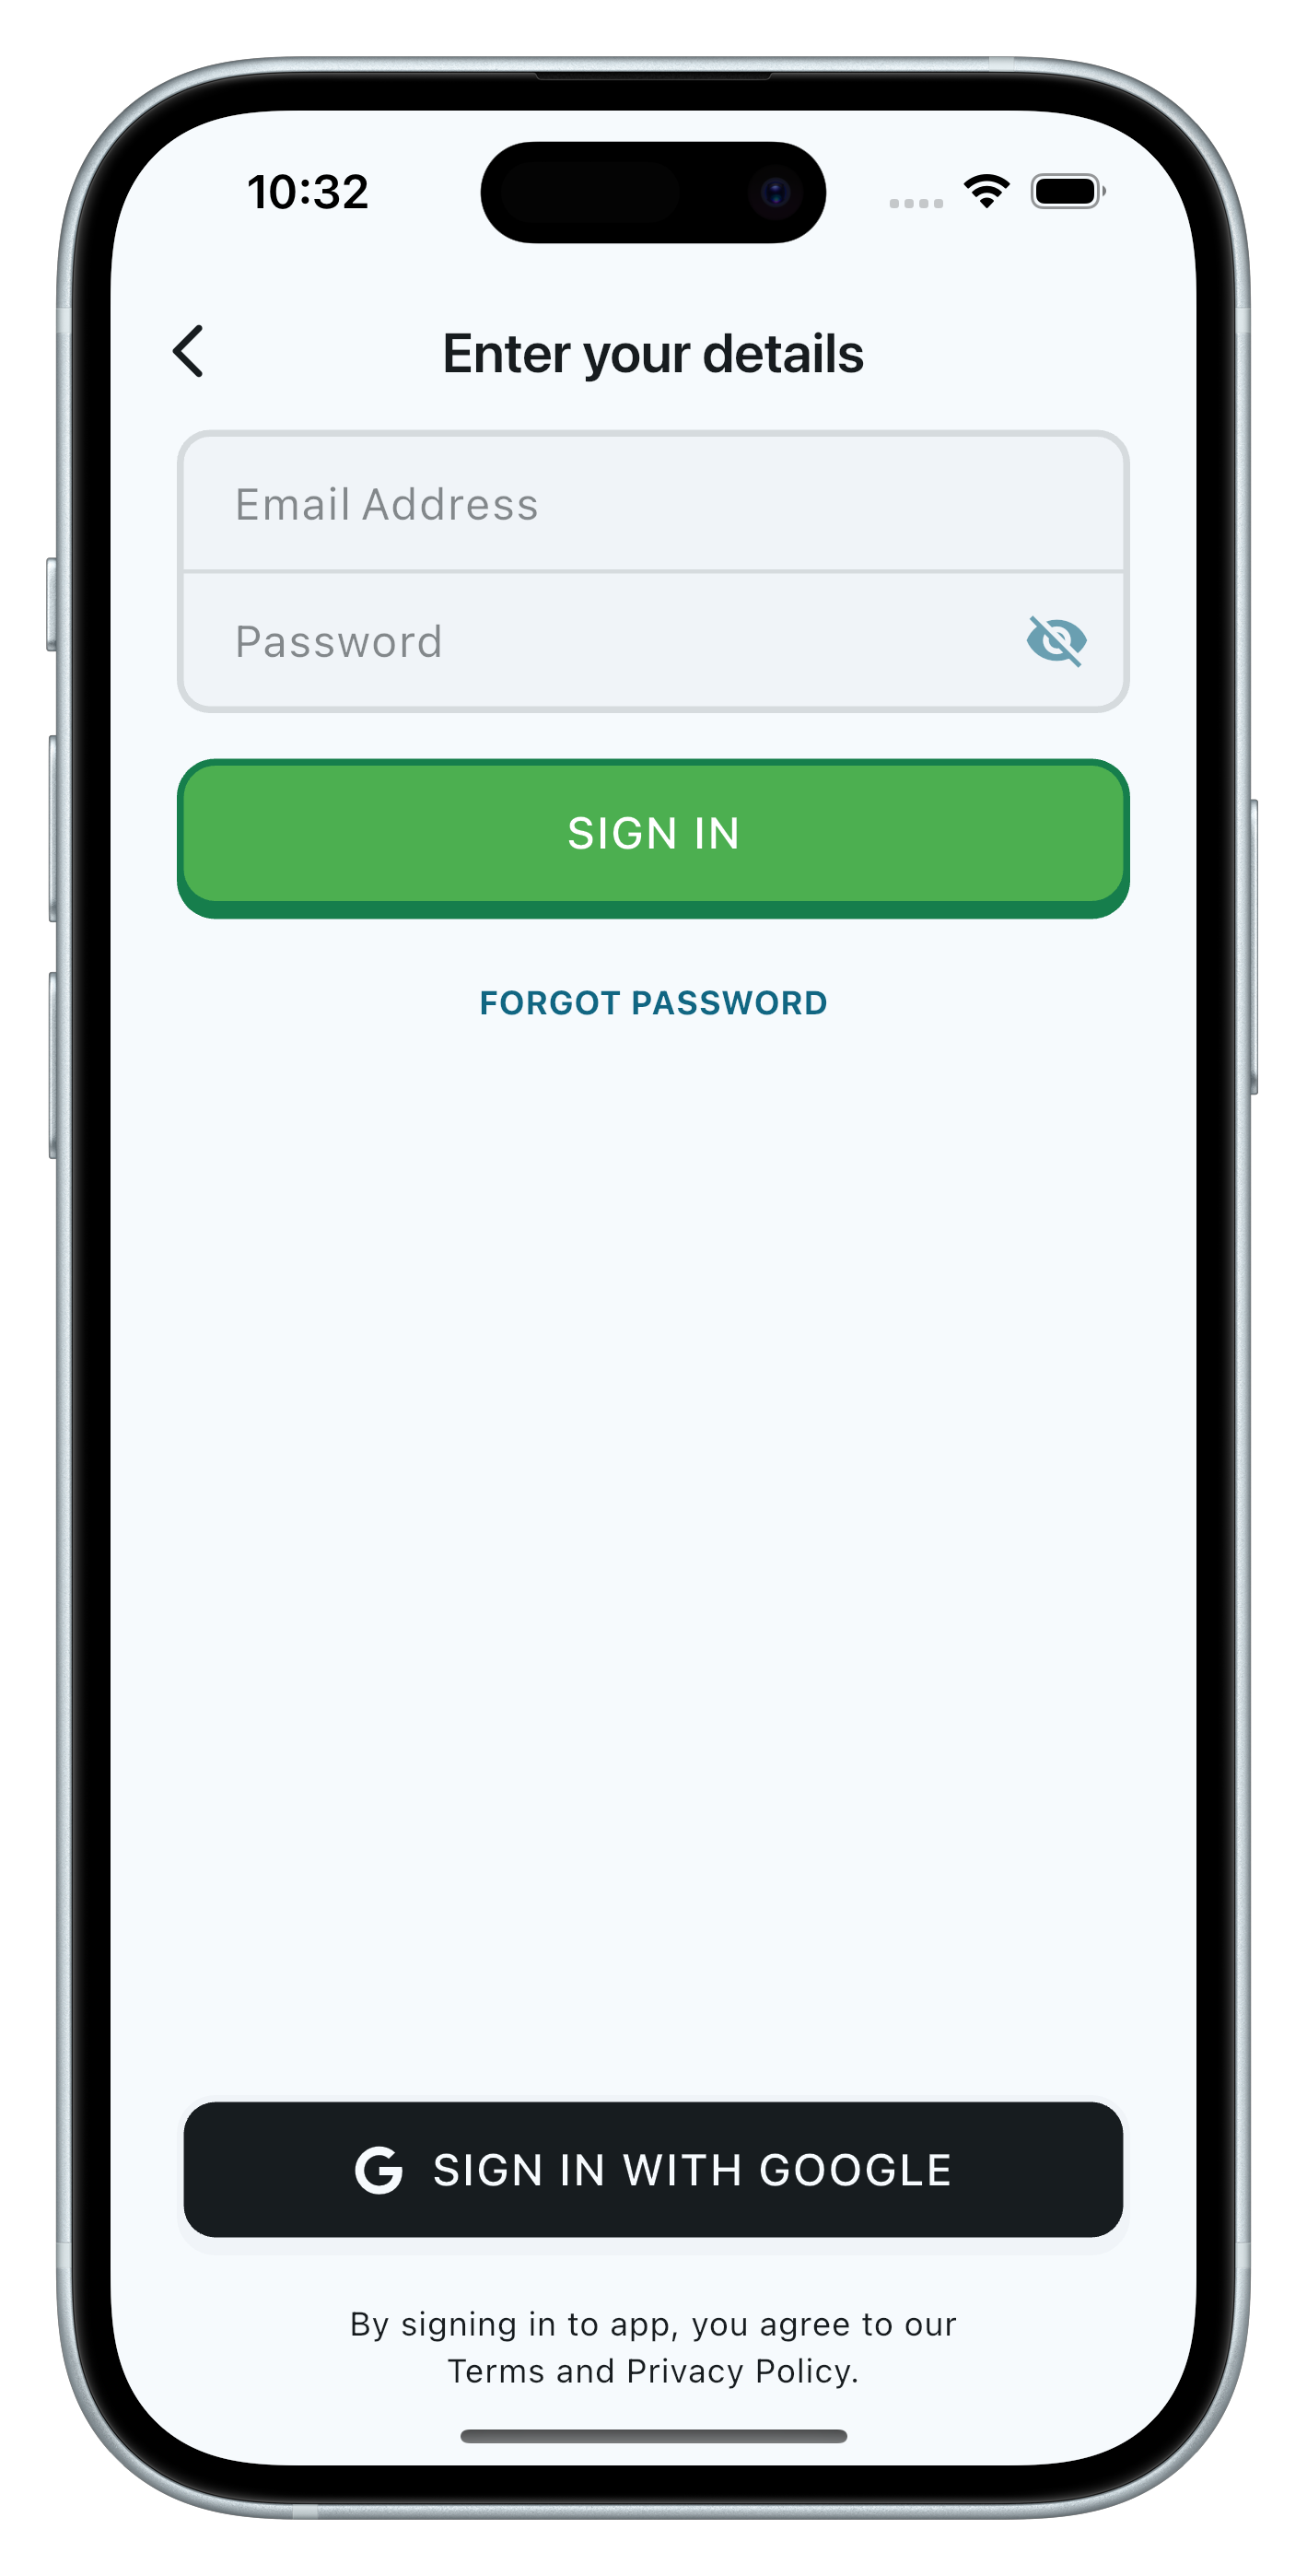 10:32
Enter your details
Email Address
Password
SIGN IN
FORGOT PASSWORD
SIGN IN WITH GOOGLE
By signing in to app, you agree to our
Terms and Privacy Policy.